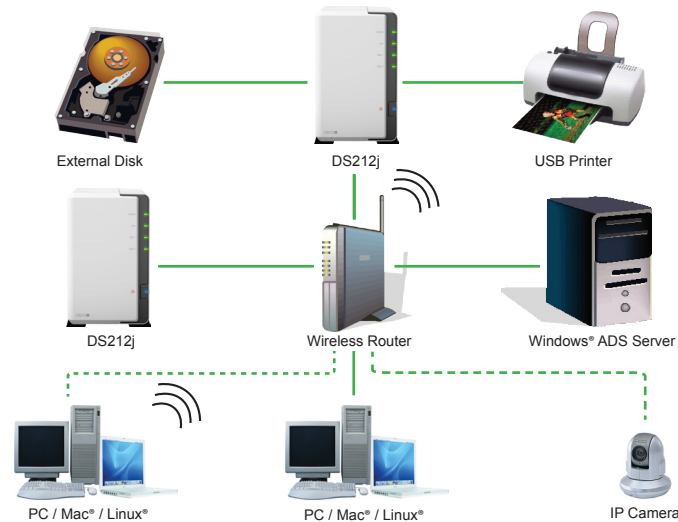 External Disk
DS212j
USB Printer
DS212j
Wireless Router
Windows® ADS Server
PC / Mac® / Linux®
PC / Mac® / Linux®
IP Camera